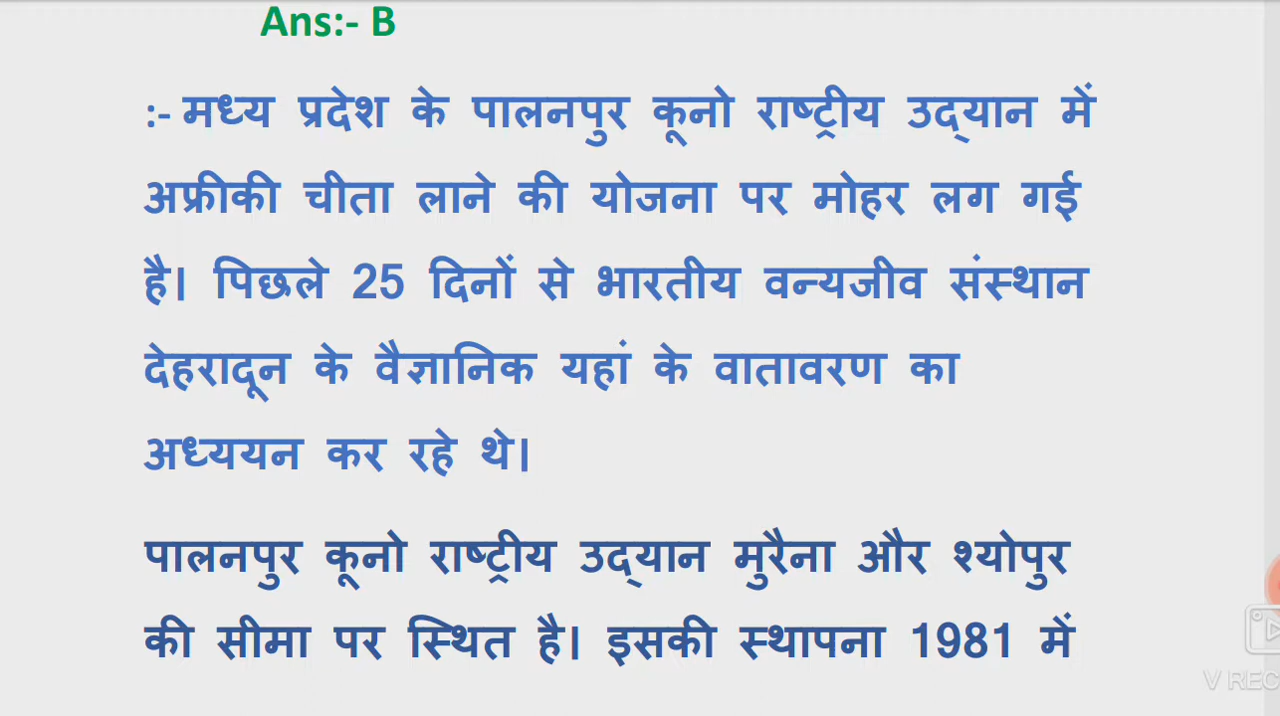 Ans:- B
:- मध्य प्रदेश के पालनपुर कूनो राष्ट्रीय उद्यान में
अफ्रीकी चीता लाने की योजना पर मोहर लग गई
है। पिछले 25 दिनों से भारतीय वन्यजीव संस्थान
देहरादून के वैज्ञानिक यहां के वातावरण का
अध्ययन कर रहे थे।
पालनपुर कूनो राष्ट्रीय उद्यान मुरैना और श्योपुर
की सीमा पर स्थित है। इसकी स्थापना 1981 में
V REC